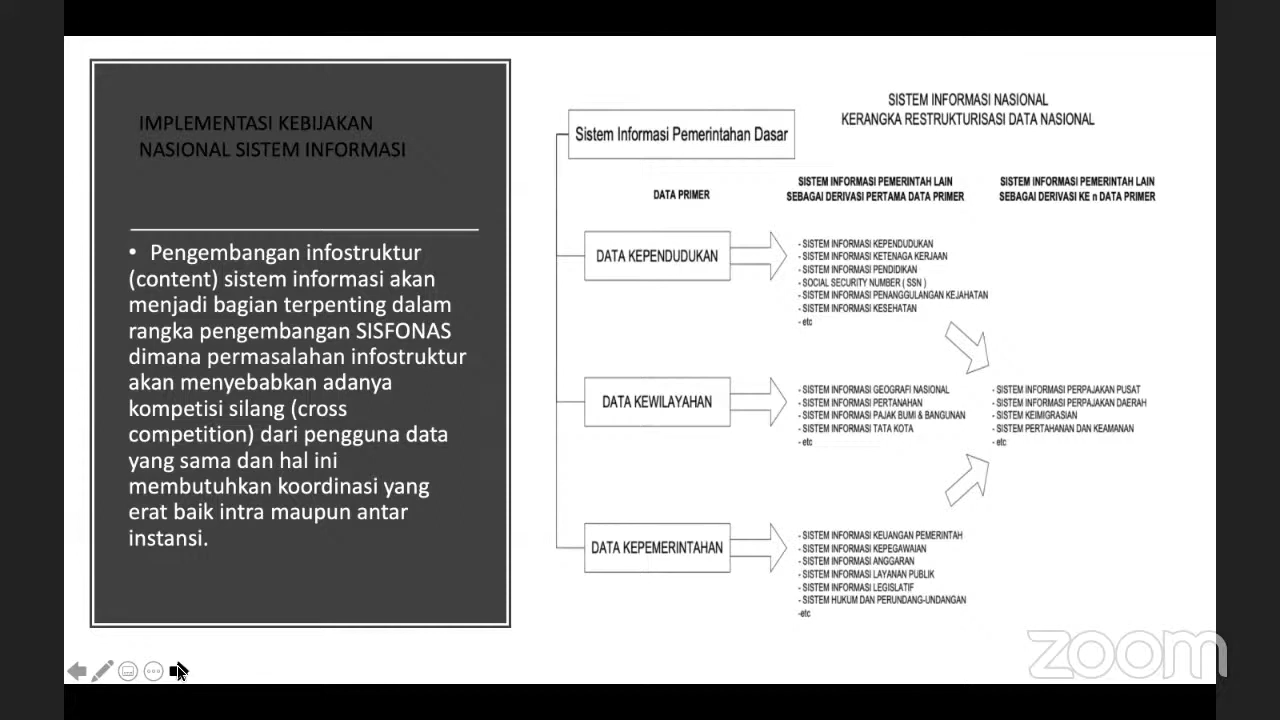 IMPLEMENTASI KEBIJAKAN
NASIONAL SISTEM INFORMASI
• Pengembangan infostruktur
(content) sistem informasi akan
menjadi bagian terpenting dalam
rangka pengembangan SISFONAS
dimana permasalahan infostruktur
akan menyebabkan adanya
kompetisi silang (cross
competition) dari pengguna data
yang sama dan hal ini
membutuhkan koordinasi yang
erat baik intra maupun antar
instansi.
SISTEM INFORMASI NASIONAL
KERANGKA RESTRUKTURISASI DATA NASIONAL
Sistem Informasi Pemerintahan Dasar
DATA PRIMER
SISTEM INFORMASI PEMERINTAH LAIN
SEBAGAI DERIVASI PERTAMA DATA PRIMER
SISTEM INFORMASI PEMERINTAH LAIN
SEBAGAI DERIVASI KE n DATA PRIMER
DATA KEPENDUDUKAN
- SISTEM INFORMASI KEPENDUDUKAN
- SISTEM INFORMASI KETENAGA KERJAAN
- SISTEM INFORMASI PENDIDIKAN
- SOCIAL SECURITY NUMBER ( SSN )
- SISTEM INFORMASI PENANGGULANGAN KEJAHATAN
- SISTEM INFORMASI KESEHATAN
- etc
DATA KEWILAYAHAN
- SISTEM INFORMASI GEOGRAFI NASIONAL
- SISTEM INFORMASI PERTANAHAN
- SISTEM INFORMASI PAJAK BUMI & BANGUNAN
- SISTEM INFORMASI TATA KOTA
- etc
- SISTEM INFORMASI PERPAJAKAN PUSAT
- SISTEM INFORMASI PERPAJAKAN DAERAH
- SISTEM KEIMIGRASIAN
- SISTEM PERTAHANAN DAN KEAMANAN
- etc
DATA KEPEMERINTAHAN
- SISTEM INFORMASI KEUANGAN PEMERINTAH
- SISTEM INFORMASI KEPEGAWAIAN
- SISTEM INFORMASI ANGGARAN
- SISTEM INFORMASI LAYANAN PUBLIK
- SISTEM INFORMASI LEGISLATIF
- SISTEM HUKUM DAN PERUNDANG-UNDANGAN
-etc
zoom